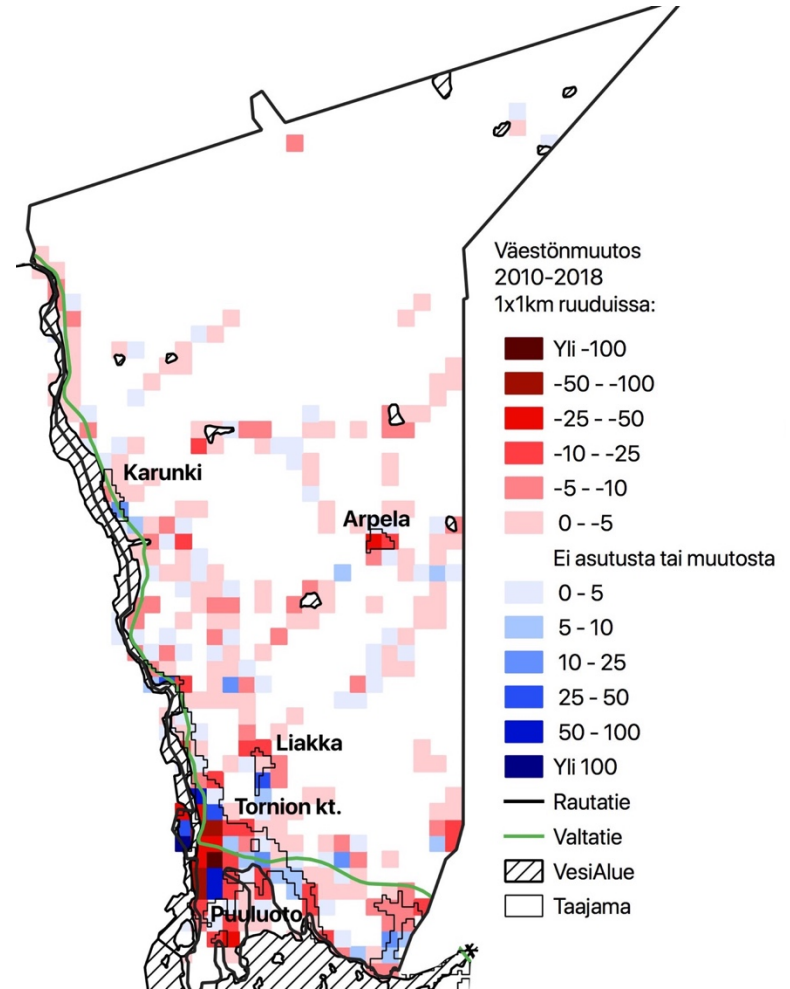 Väestönmuutos
2010-2018
1x1km ruuduissa:
Yli -100
-50 - -100
-25 - -50
-10 - -25
-5 - -10
0 - -5
Ei asutusta tai muutosta
0 - 5
5 - 10
10 - 25
25 - 50
50 - 100
Yli 100
Rautatie
Valtatie
VesiAlue
Taajama
Karunki
Arpela
Liakka
Tornion kt.
Puuluoto